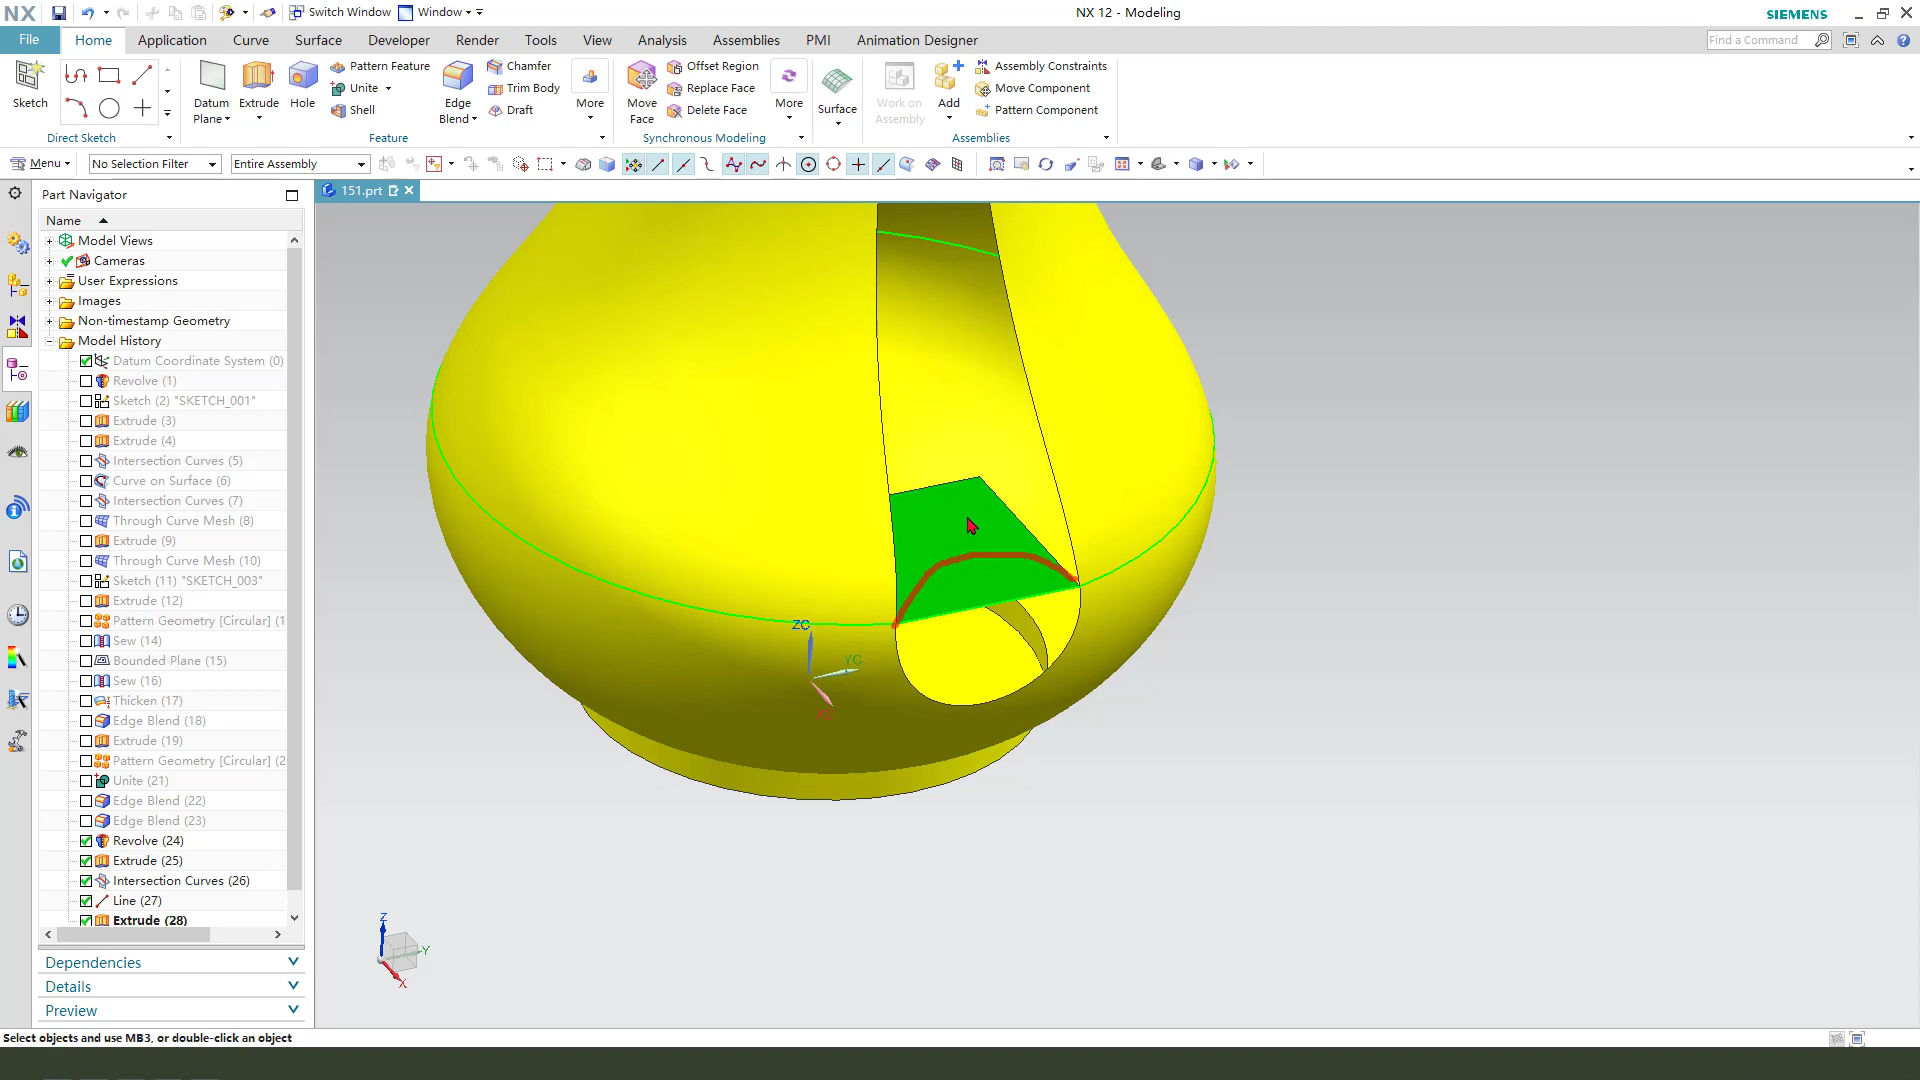 NX
Switch Window
Window
NX 12 - Modeling
SIEMENS
File
Home
Application
Curve
Surface
Developer
Render
Tools
View
Analysis
Assemblies
PMI
Animation Designer
Find a Command
Sketch
Direct Sketch
Datum Plane
Extrude
Hole
Pattern Feature
Unite
Shell
Edge Blend
Chamfer
Trim Body
Draft
More
Feature
Move Face
Offset Region
Replace Face
Delete Face
More
Synchronous Modeling
Surface
Work on Assembly
Add
Assembly Constraints
Move Component
Pattern Component
Assemblies
Menu
No Selection Filter
Entire Assembly
Part Navigator
151.prt
Name
Model Views
Cameras
User Expressions
Images
Non-timestamp Geometry
Model History
Datum Coordinate System (0)
Revolve (1)
Sketch (2) "SKETCH_001"
Extrude (3)
Extrude (4)
Intersection Curves (5)
Curve on Surface (6)
Intersection Curves (7)
Through Curve Mesh (8)
Extrude (9)
Through Curve Mesh (10)
Sketch (11) "SKETCH_003"
Extrude (12)
Pattern Geometry [Circular] (1
Sew (14)
Bounded Plane (15)
Sew (16)
Thicken (17)
Edge Blend (18)
Extrude (19)
Pattern Geometry [Circular] (2
Unite (21)
Edge Blend (22)
Edge Blend (23)
Revolve (24)
Extrude (25)
Intersection Curves (26)
Line (27)
Extrude (28)
Dependencies
Details
Preview
ZC
YC
XC
Z
Y
X
Select objects and use MB3, or double-click an object